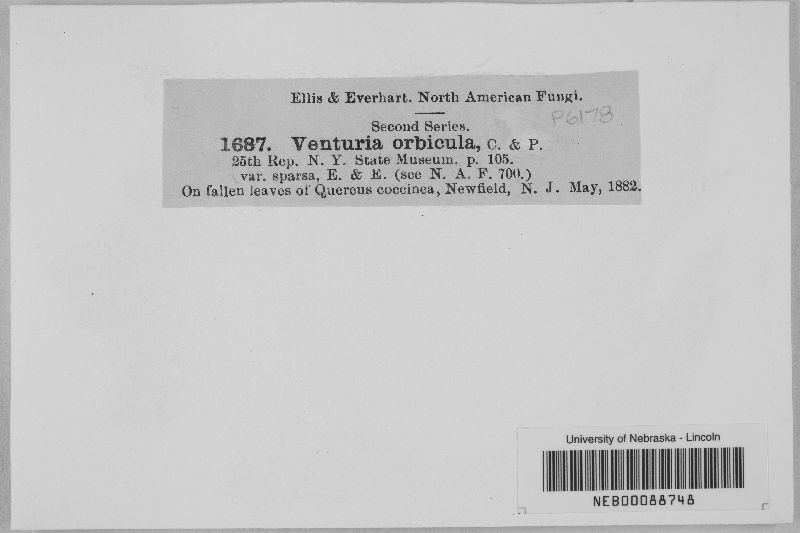 Ellis & Everhart. North American Fungi.
P6178
Second Series.
1687. Venturia orbicula, C. & P.
25th Rep. N. Y. State Museum. p. 105.
var. sparsa, E. & E. (see N. A. F. 700.)
On fallen leaves of Quercus coccinea, Newfield, N. J. May, 1882.
University of Nebraska - Lincoln
NEB00088748